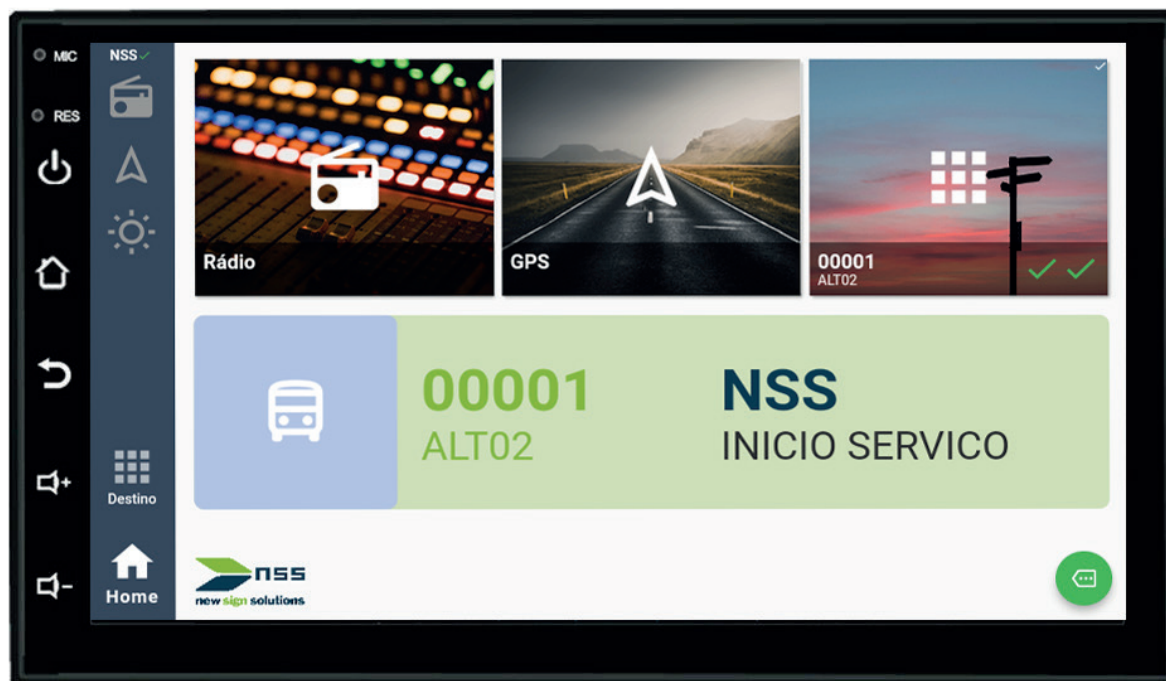 MIC
RES
NSS
Destino
Home
Rádio
GPS
00001
ALT02
00001
ALT02
NSS
INICIO SERVICO
nss
new sign solutions